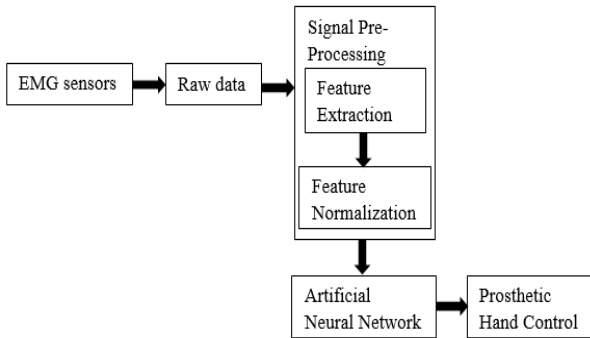 EMG sensors
Raw data
Signal Pre-
Processing
Feature
Extraction
Feature
Normalization
Artificial
Neural Network
Prosthetic
Hand Control